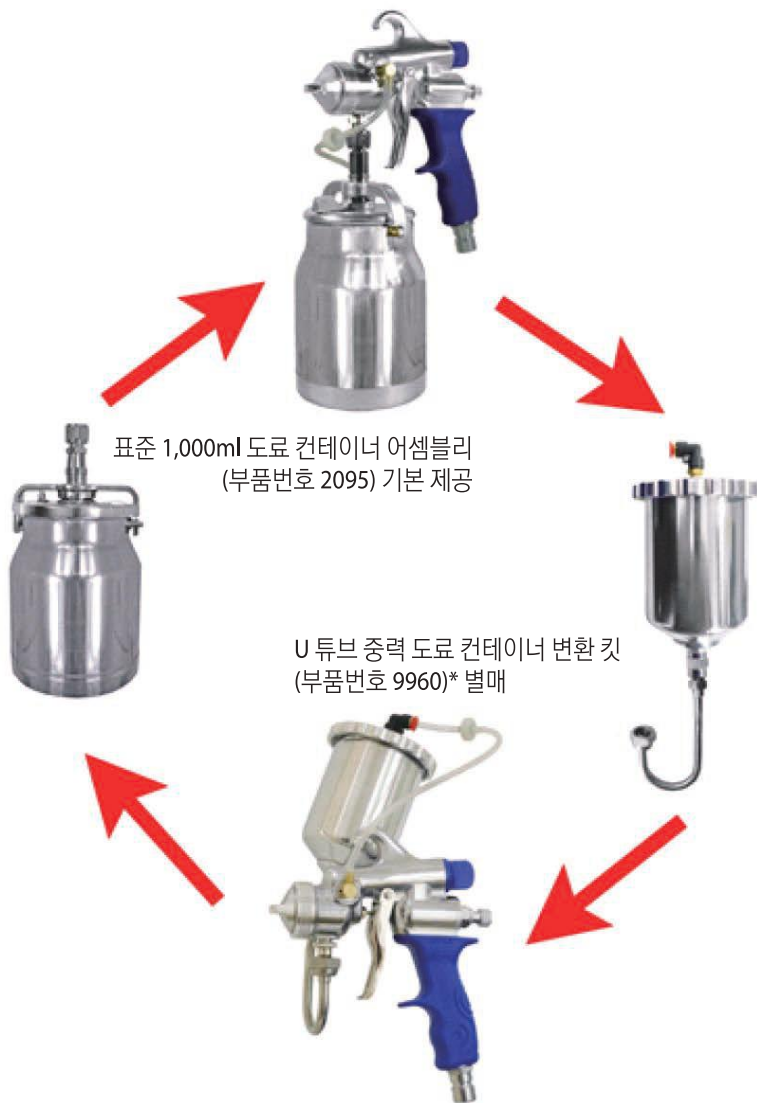 표준 1,000ml 도료 컨테이너 어셈블리
(부품번호 2095) 기본 제공
U 튜브 중력 도료 컨테이너 변환 킷
(부품번호 9960)* 별매